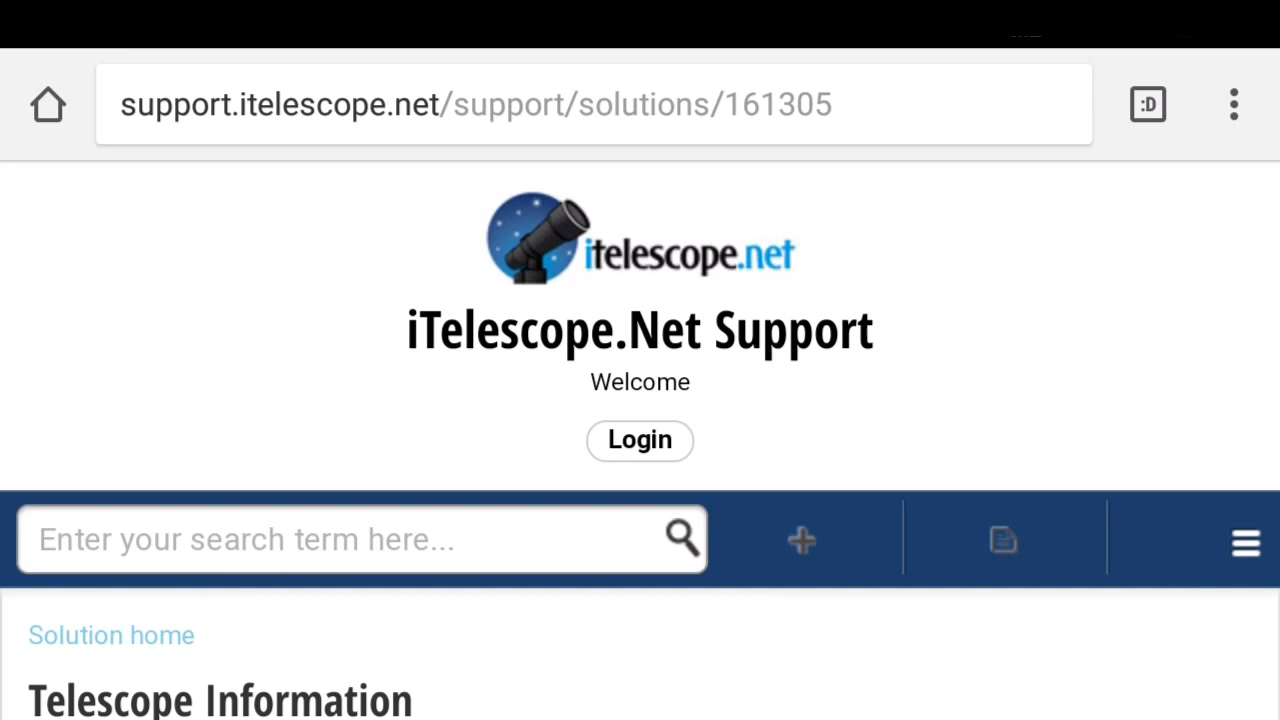 support.itelescope.net/support/solutions/161305
:D
itelescope.net
iTelescope.Net Support
Welcome
Login
Enter your search term here...
Solution home
Telescope Information